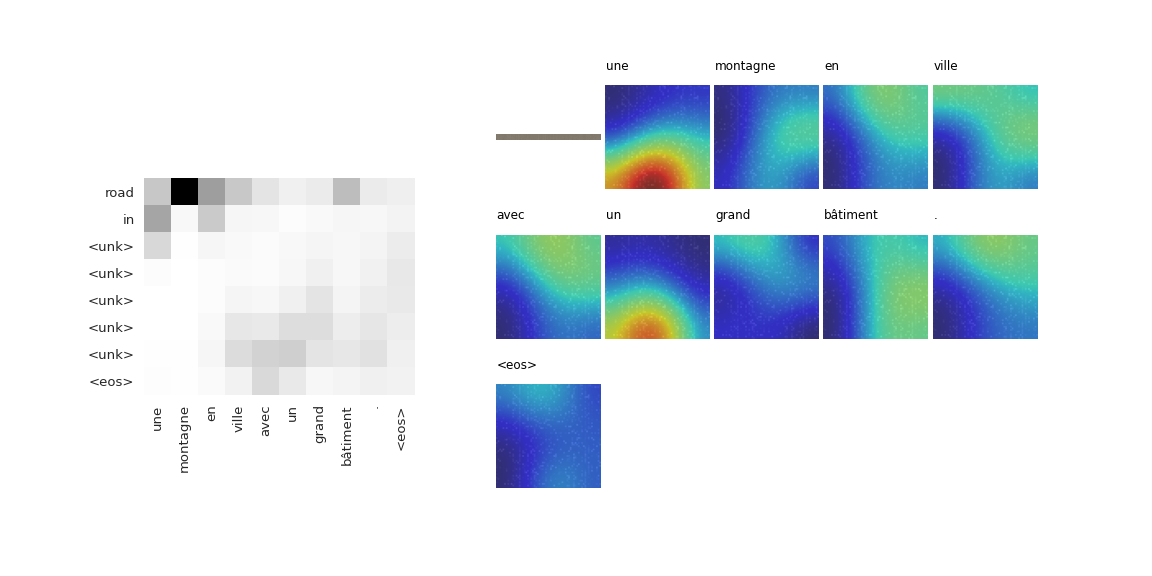 road
in
<unk>
<unk>
<unk>
<unk>
<unk>
<eos>
une montagne en ville avec un grand bâtiment . <eos>
une montagne en ville
avec un grand bâtiment .
<eos>